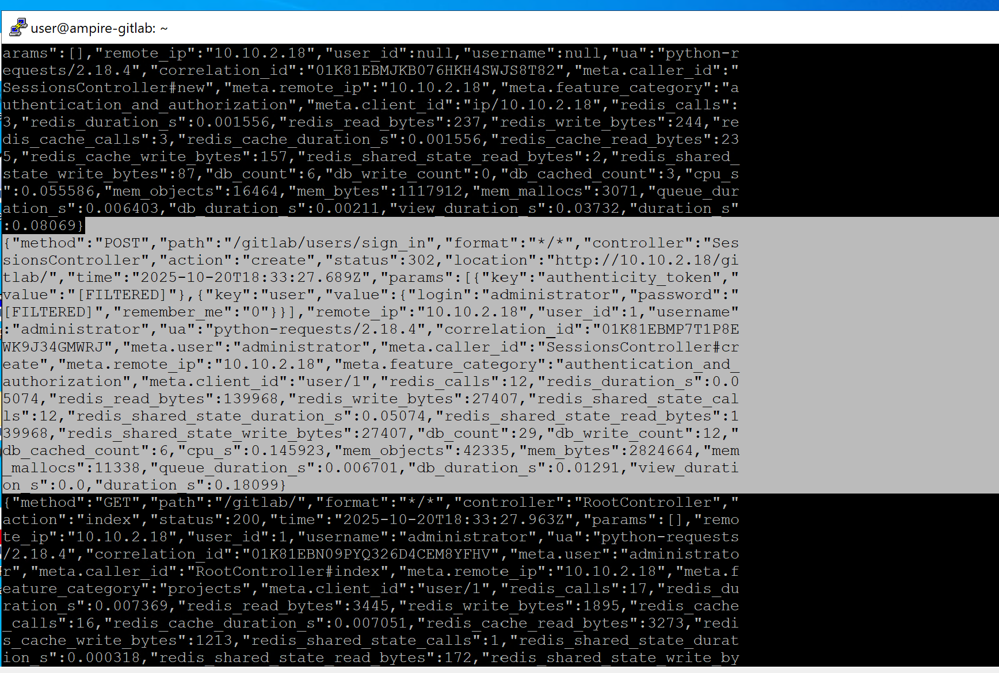 user@ampire-gitlab: ~
arams":[],"remote_ip":"10.10.2.18","user_id":null,"username":null,"ua":"python-r
equests/2.18.4","correlation_id":"01K81EBMJKB076HKH4SWJS8T82","meta.caller_id":"
SessionsController#new","meta.remote_ip":"10.10.2.18","meta.feature_category":"a
uthentication_and_authorization","meta.client_id":"ip/10.10.2.18","redis_calls":
3,"redis_duration_s":0.001556,"redis_read_bytes":237,"redis_write_bytes":244,"re
dis_cache_calls":3,"redis_cache_duration_s":0.001556,"redis_cache_read_bytes":23
5,"redis_cache_write_bytes":157,"redis_shared_state_read_bytes":2,"redis_shared_
state_write_bytes":87,"db_count":6,"db_write_count":0,"db_cached_count":3,"cpu_s
":0.055586,"mem_objects":16464,"mem_bytes":1117912,"mem_mallocs":3071,"queue_dur
ation_s":0.006403,"db_duration_s":0.00211,"view_duration_s":0.03732,"duration_s"
:0.08069}
{"method":"POST","path":"/gitlab/users/sign_in","format":"*/*","controller":"Ses
sionsController","action":"create","status":302,"location":"http://10.10.2.18/gi
tlab/","time":"2025-10-20T18:33:27.689Z","params":[{"key":"authenticity_token","
value":"[FILTERED]"},{"key":"user","value":{"login":"administrator","password":"
[FILTERED]","remember_me":"0"}}],"remote_ip":"10.10.2.18","user_id":1,"username"
:"administrator","ua":"python-requests/2.18.4","correlation_id":"01K81EBMP7T1P8E
WK9J34GMWRJ","meta.user":"administrator","meta.caller_id":"SessionsController#cr
eate","meta.remote_ip":"10.10.2.18","meta.feature_category":"authentication_and_
authorization","meta.client_id":"user/1","redis_calls":12,"redis_duration_s":0.0
5074,"redis_read_bytes":139968,"redis_write_bytes":27407,"redis_shared_state_cal
ls":12,"redis_shared_state_duration_s":0.05074,"redis_shared_state_read_bytes":1
39968,"redis_shared_state_write_bytes":27407,"db_count":29,"db_write_count":12,"
db_cached_count":6,"cpu_s":0.145923,"mem_objects":42335,"mem_bytes":2824664,"mem
_mallocs":11338,"queue_duration_s":0.006701,"db_duration_s":0.01291,"view_durati
on_s":0.0,"duration_s":0.18099}
{"method":"GET","path":"/gitlab/","format":"*/*","controller":"RootController","
action":"index","status":200,"time":"2025-10-20T18:33:27.963Z","params":[],"remo
te_ip":"10.10.2.18","user_id":1,"username":"administrator","ua":"python-requests
/2.18.4","correlation_id":"01K81EBN09PYQ326D4CEM8YFHV","meta.user":"administrato
r","meta.caller_id":"RootController#index","meta.remote_ip":"10.10.2.18","meta.f
eature_category":"projects","meta.client_id":"user/1","redis_calls":17,"redis_du
ration_s":0.007369,"redis_read_bytes":3445,"redis_write_bytes":1895,"redis_cache
_calls":16,"redis_cache_duration_s":0.007051,"redis_cache_read_bytes":3273,"redi
s_cache_write_bytes":1213,"redis_shared_state_calls":1,"redis_shared_state_durat
ion_s":0.000318,"redis_shared_state_read_bytes":172,"redis_shared_state_write_by